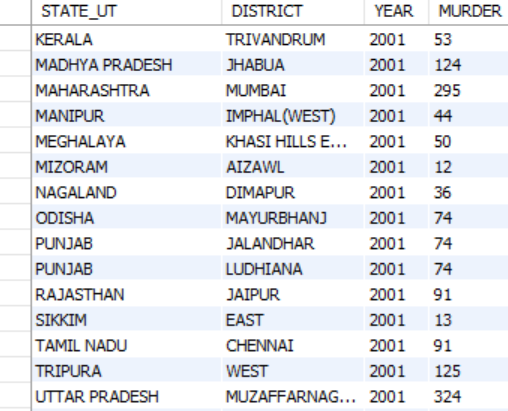 STATE_UT DISTRICT YEAR MURDER
KERALA TRIVANDRUM 2001 53
MADHYA PRADESH JHABUA 2001 124
MAHARASHTRA MUMBAI 2001 295
MANIPUR IMPHAL(WEST) 2001 44
MEGHALAYA KHASI HILLS E... 2001 50
MIZORAM AIZAWL 2001 12
NAGALAND DIMAPUR 2001 36
ODISHA MAYURBHANJ 2001 74
PUNJAB JALANDHAR 2001 74
PUNJAB LUDHIANA 2001 74
RAJASTHAN JAIPUR 2001 91
SIKKIM EAST 2001 13
TAMIL NADU CHENNAI 2001 91
TRIPURA WEST 2001 125
UTTAR PRADESH MUZAFFARNAG... 2001 324